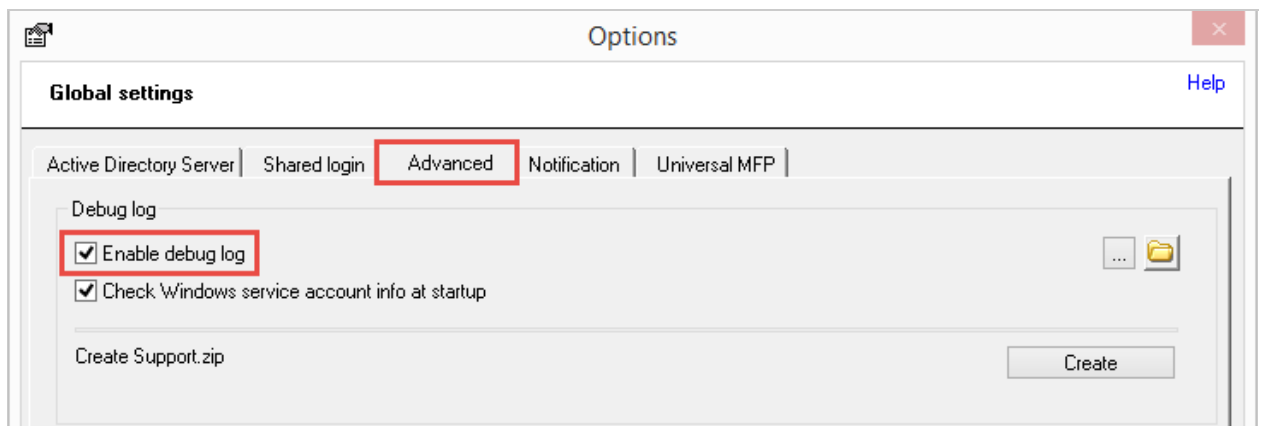 Options
Global settings
Help
Active Directory Server Shared login Advanced Notification Universal MFP
Debug log
Enable debug log
...
Check Windows service account info at startup
Create Support.zip
Create